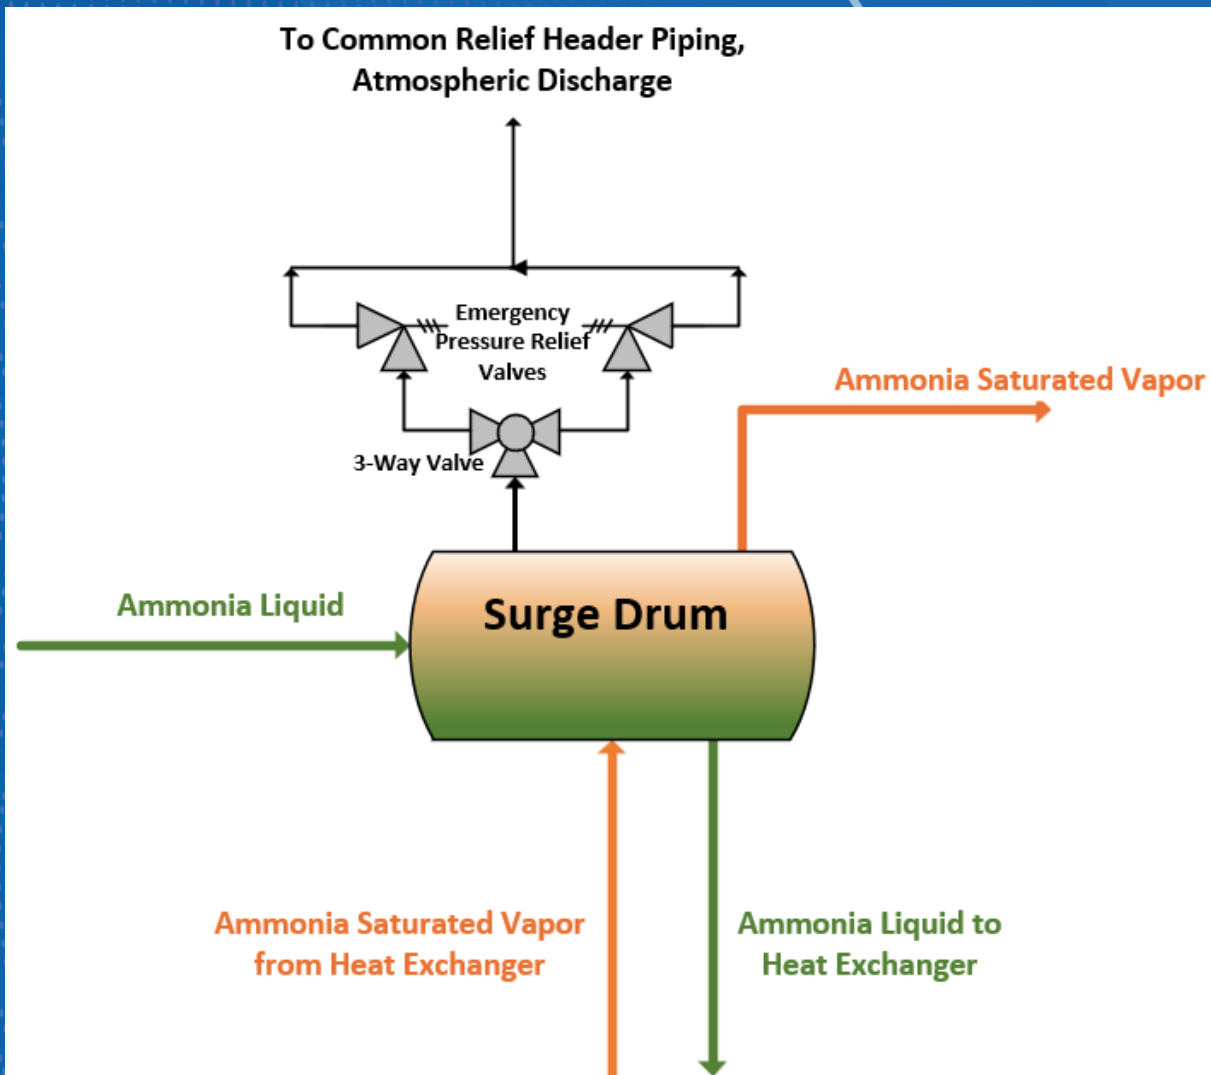 To Common Relief Header Piping,
Atmospheric Discharge
Emergency
Pressure Relief
Valves
Ammonia Saturated Vapor
3-Way Valve
Ammonia Liquid
Surge Drum
Ammonia Saturated Vapor
from Heat Exchanger
Ammonia Liquid to
Heat Exchanger